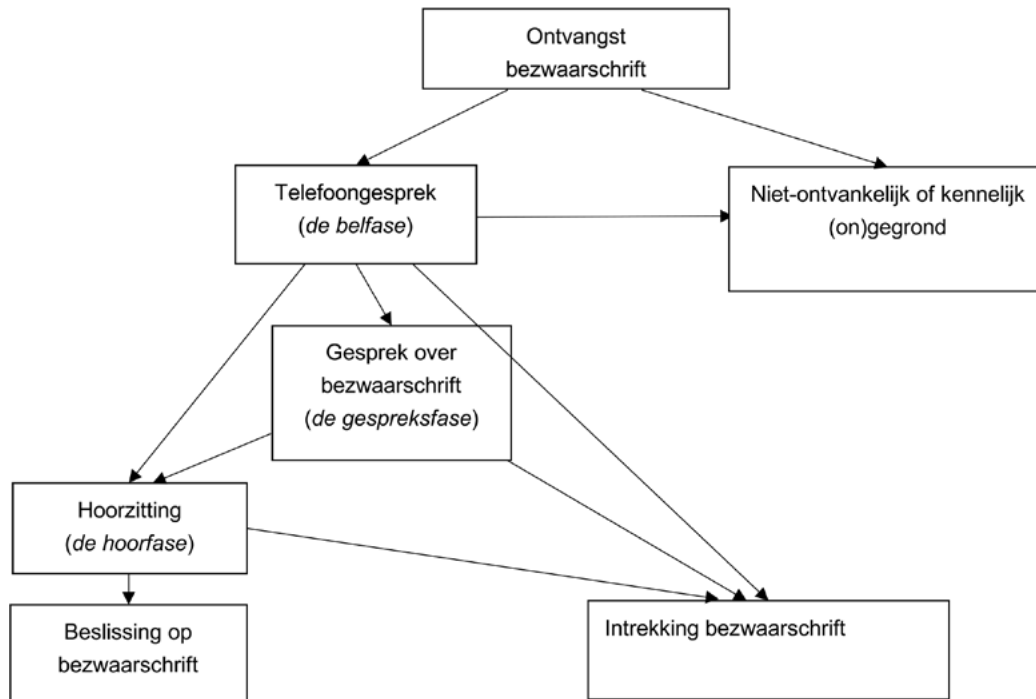 Ontvangst
bezwaarschrift
Telefoongesprek
(de belfase)
Niet-ontvankelijk of kennelijk
(on)gegrond
Gesprek over
bezwaarschrift
(de gespreksfase)
Hoorzitting
(de hoorfase)
Beslissing op
bezwaarschrift
Intrekking bezwaarschrift